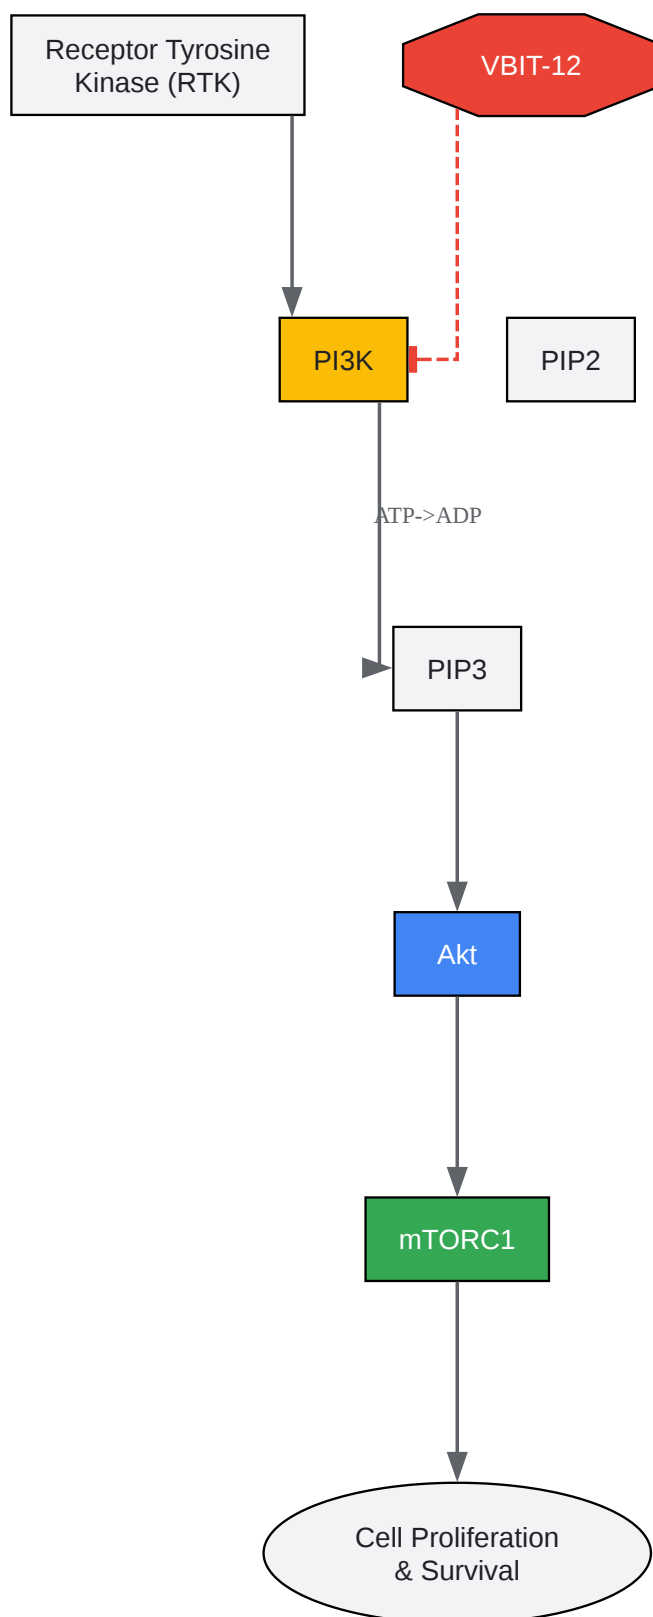 Receptor Tyrosine
Kinase (RTK)
VBIT-12
PI3K
PIP2
ATP->ADP
PIP3
Akt
mTORC1
Cell Proliferation
& Survival